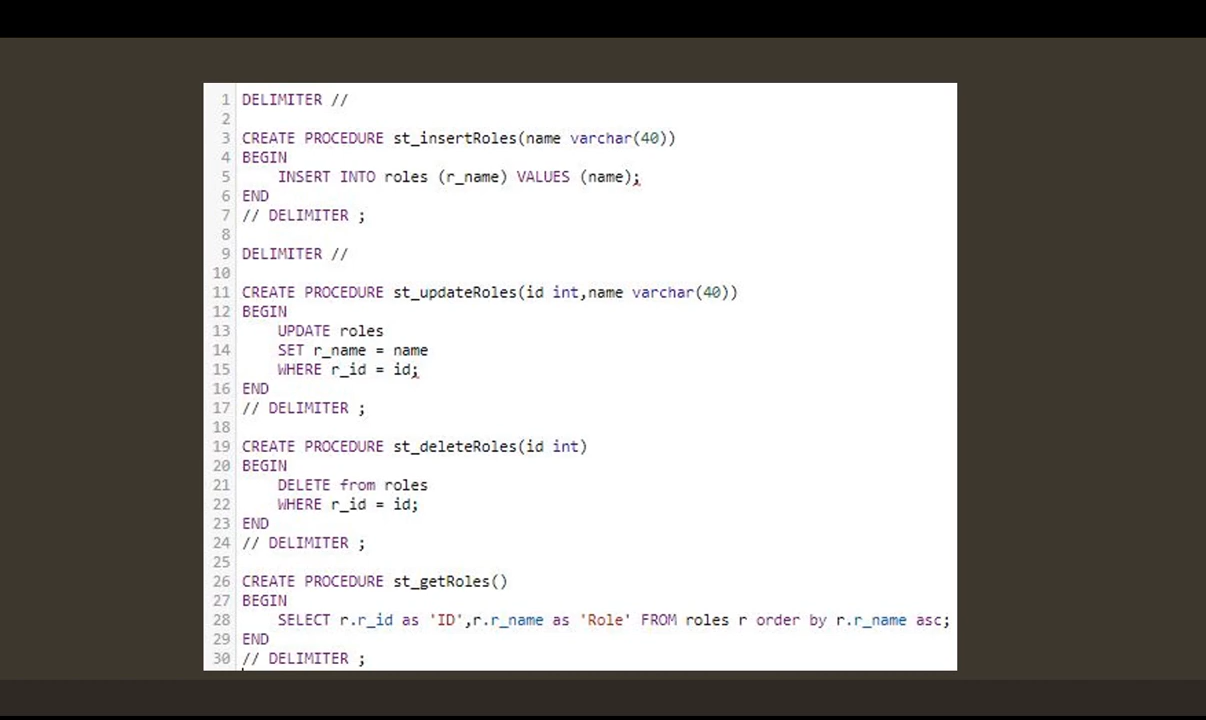 1 DELIMITER //
2
3 CREATE PROCEDURE st_insertRoles(name varchar(40))
4 BEGIN
5 INSERT INTO roles (r_name) VALUES (name);
6 END
7 // DELIMITER ;
8
9 DELIMITER //
10
11 CREATE PROCEDURE st_updateRoles(id int,name varchar(40))
12 BEGIN
13 UPDATE roles
14 SET r_name = name
15 WHERE r_id = id;
16 END
17 // DELIMITER ;
18
19 CREATE PROCEDURE st_deleteRoles(id int)
20 BEGIN
21 DELETE from roles
22 WHERE r_id = id;
23 END
24 // DELIMITER ;
25
26 CREATE PROCEDURE st_getRoles()
27 BEGIN
28 SELECT r.r_id as 'ID',r.r_name as 'Role' FROM roles r order by r.r_name asc;
29 END
30 // DELIMITER ;